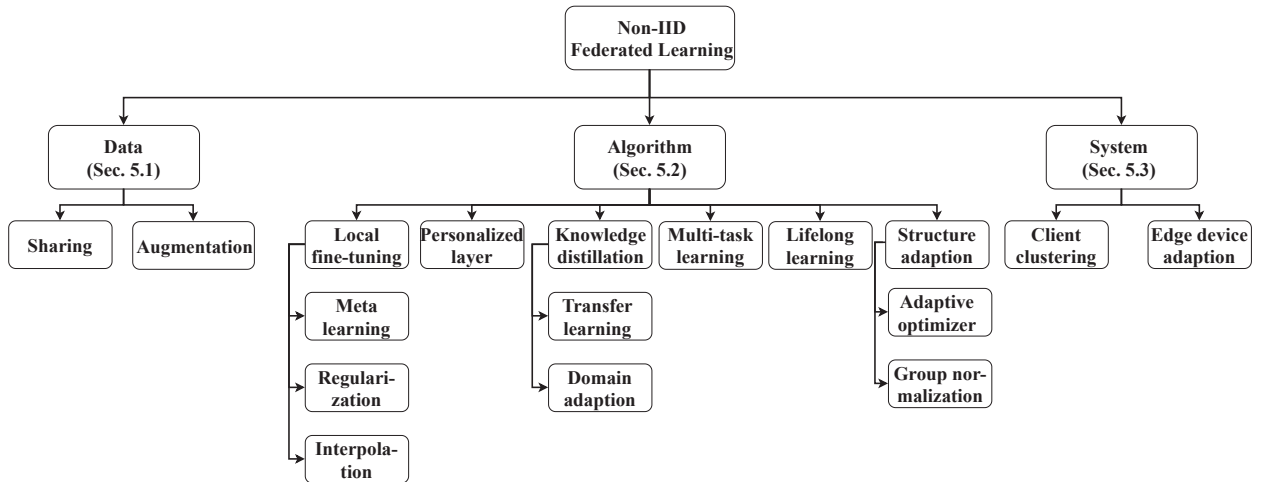 Non-IID
Federated Learning
Data
(Sec. 5.1)
Algorithm
(Sec. 5.2)
System
(Sec. 5.3)
Sharing
Augmentation
Local
fine-tuning
Personalized
layer
Knowledge
distillation
Multi-task
learning
Lifelong
learning
Structure
adaption
Client
clustering
Edge device
adaption
Meta
learning
Transfer
learning
Adaptive
optimizer
Regulari-
zation
Domain
adaption
Group nor-
malization
Interpola-
tion